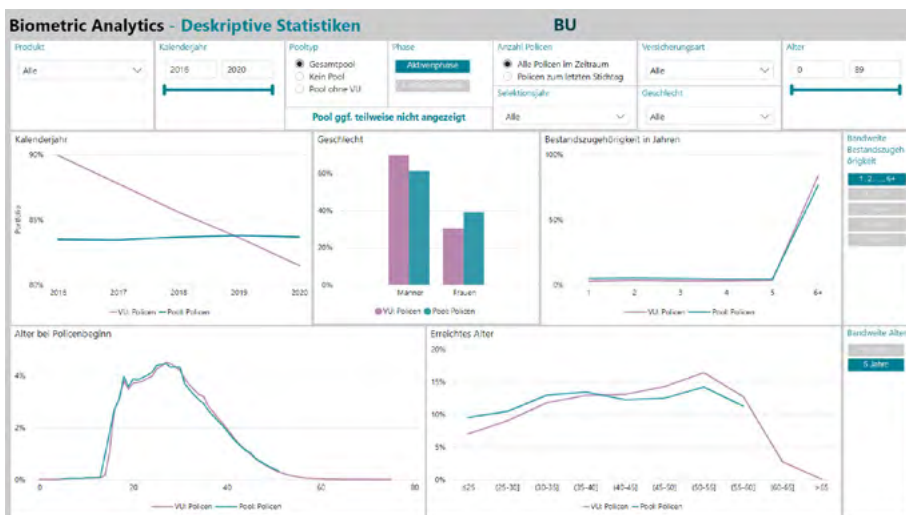 Biometric Analytics - Deskriptive Statistiken BU
Produkt
Alle
Kalenderjahr
2016 2020
Pooltyp
Gesamtpool
Kein Pool
Pool ohne VU
Phase
Aktivenphase
Anzahl Policen
Alle Policen im Zeitraum
Policen zum letzten Stichtag
Versicherungsart
Alle
Alter
0 89
Pool ggf. teilweise nicht angezeigt
Selektionsjahr
Alle
Geschlecht
Alle
Kalenderjahr
90%
85%
80%
Portfolio
2016 2017 2018 2019 2020
VU: Policen Pool: Policen
Geschlecht
60%
40%
20%
0%
Männer Frauen
VU: Policen Pool: Policen
Bestandszugehörigkeit in Jahren
100%
50%
0%
1 2 3 4 5 6+
VU: Policen Pool: Policen
Bandweite
Bestandszugeh
örigkeit
1, 2, ..., 6+
Alter bei Policenbeginn
4%
2%
0%
0 20 40 60 80
VU: Policen Pool: Policen
Erreichtes Alter
20%
15%
10%
5%
0%
≤25 (25-30] (30-35] (35-40] (40-45] (45-50] (50-55] (55-60] (60-65] >65
VU: Policen Pool: Policen
Bandweite Alter
5 Jahre